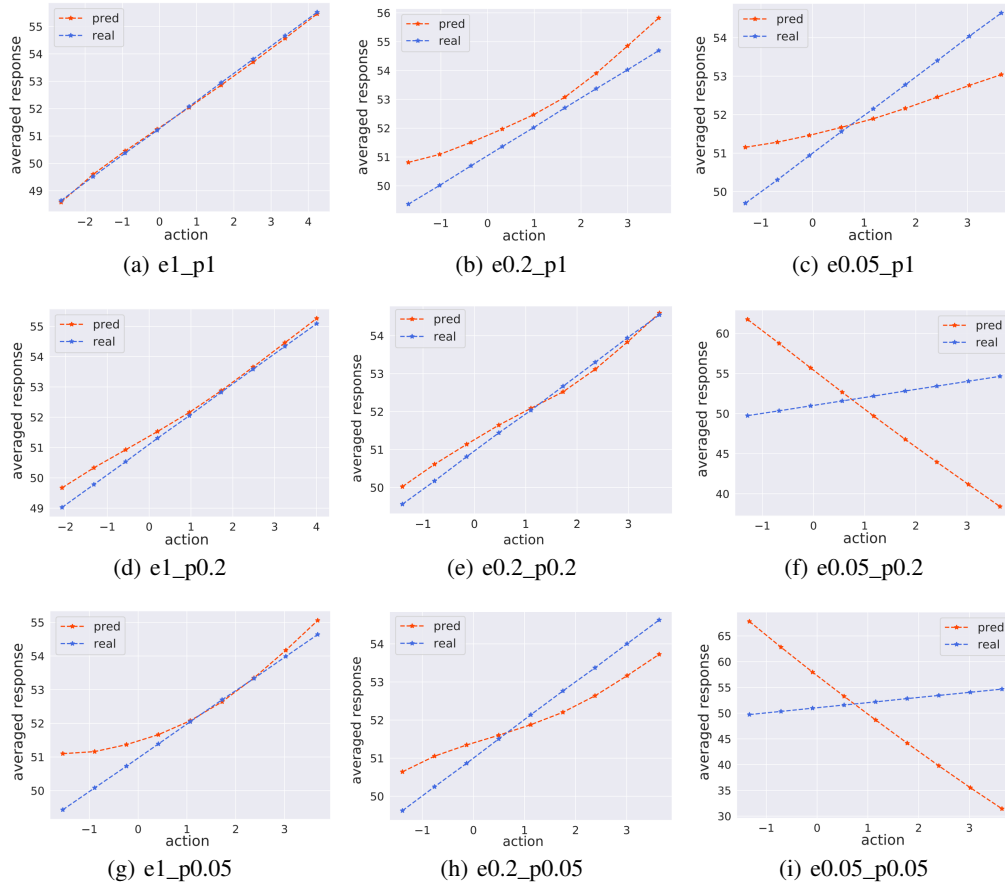 pred
real
averaged response
55
54
53
52
51
50
49
−2
−1
0
1
2
3
4
action
(a) e1_p1
pred
real
averaged response
56
55
54
53
52
51
50
−1
0
1
2
3
4
action
(b) e0.2_p1
pred
real
averaged response
54
53
52
51
50
−1
0
1
2
3
action
(c) e0.05_p1
pred
real
averaged response
55
54
53
52
51
50
49
−2
−1
0
1
2
3
4
action
(d) e1_p0.2
pred
real
averaged response
54
53
52
51
50
−1
0
1
2
3
action
(e) e0.2_p0.2
pred
real
averaged response
60
55
50
45
40
−1
0
1
2
3
action
(f) e0.05_p0.2
pred
real
averaged response
55
54
53
52
51
50
−1
0
1
2
3
action
(g) e1_p0.05
pred
real
averaged response
54
53
52
51
50
−1
0
1
2
3
action
(h) e0.2_p0.05
pred
real
averaged response
65
60
55
50
45
40
35
30
−1
0
1
2
3
action
(i) e0.05_p0.05